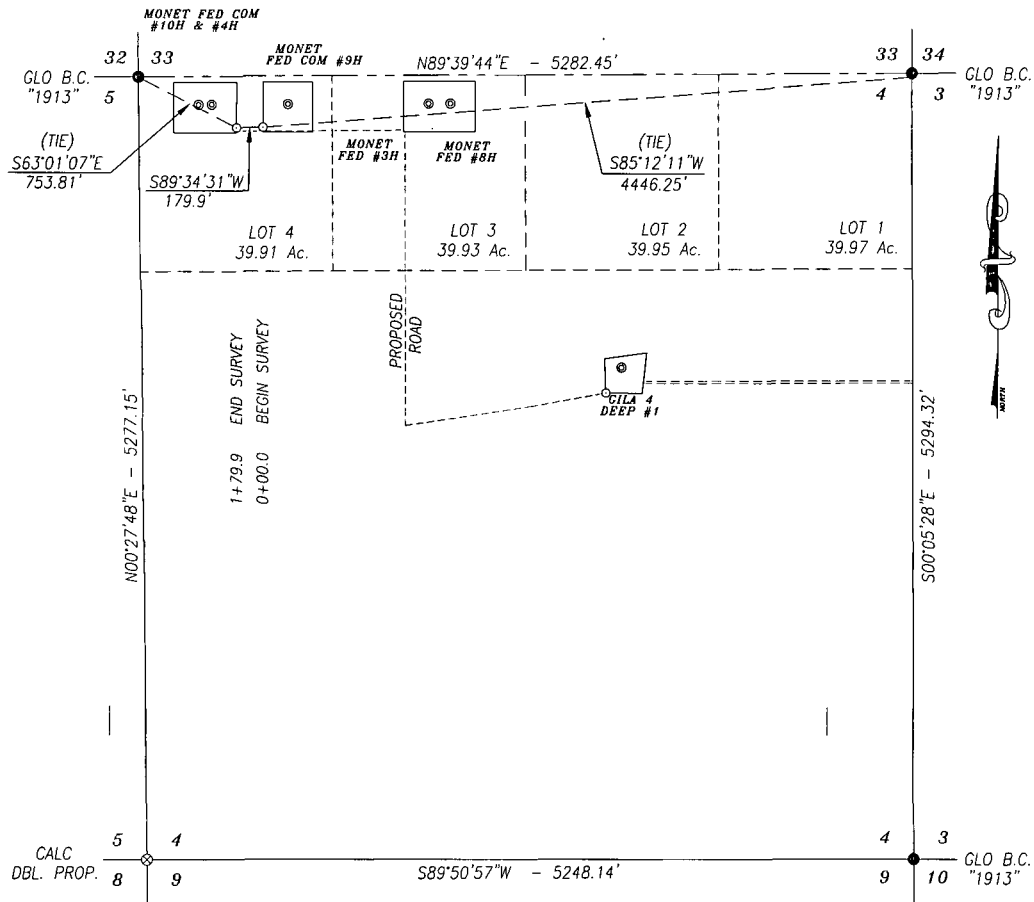 MONET FED COM
#10H & #4H
32 33
MONET
FED COM #9H
N89°39'44"E - 5282.45'
33 34
GLO B.C.
"1913"
5
4 3
GLO B.C.
"1913"
(TIE)
S63°01'07"E
753.81'
S89°34'31"W
179.9'
MONET
FED #3H
MONET
FED #8H
(TIE)
S85°12'11"W
4446.25'
LOT 4
39.91 Ac.
LOT 3
39.93 Ac.
LOT 2
39.95 Ac.
LOT 1
39.97 Ac.
NORTH
PROPOSED
ROAD
1+79.9 END SURVEY
0+00.0 BEGIN SURVEY
GILA 4
DEEP #1
N00°27'48"E - 5277.15'
S00°05'28"E - 5294.32'
5 4
CALC
DBL. PROP.
8 9
S89°50'57"W - 5248.14'
4 3
9 10
GLO B.C.
"1913"